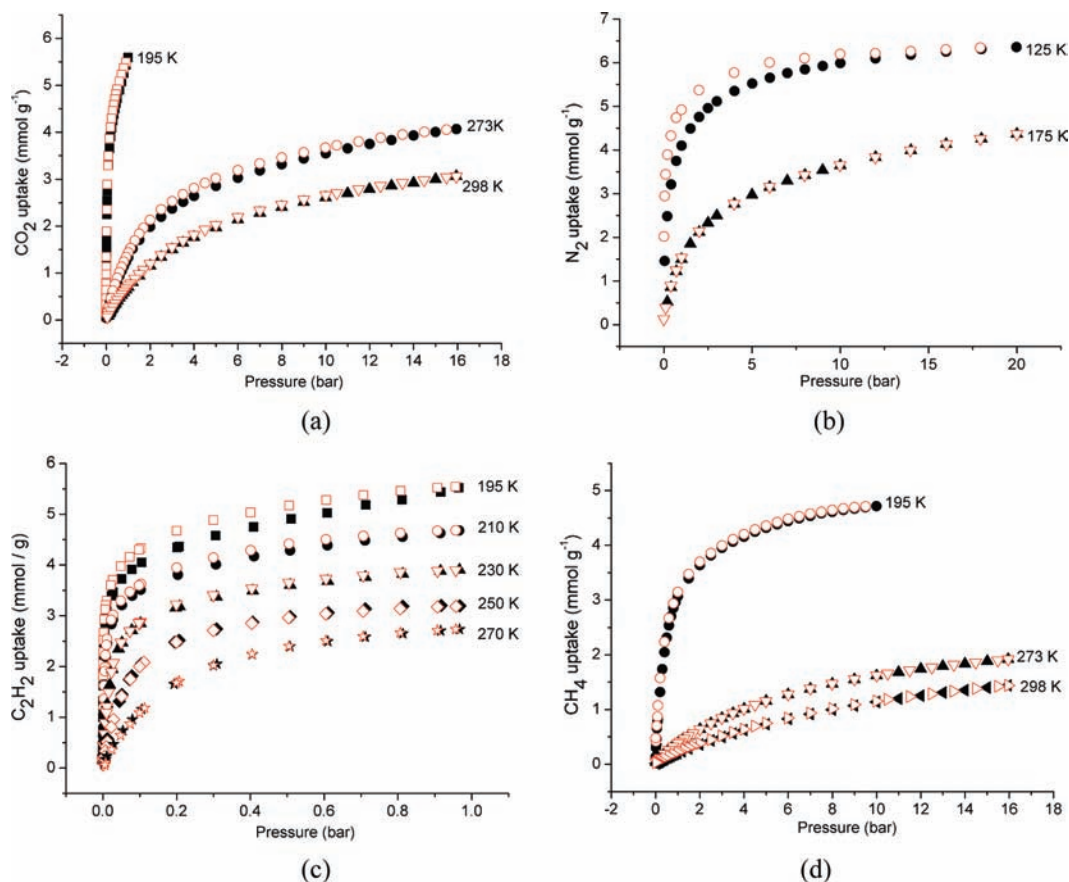 6
5
4
3
2
1
0
CO2 uptake (mmol g-1)
195 K
273K
298 K
-2 0 2 4 6 8 10 12 14 16 18
Pressure (bar)
(a)
7
6
5
4
3
2
1
0
N2 uptake (mmol g-1)
125 K
175 K
0 5 10 15 20
Pressure (bar)
(b)
6
5
4
3
2
1
0
C2H2 uptake (mmol / g)
195 K
210 K
230 K
250 K
270 K
0.0 0.2 0.4 0.6 0.8 1.0
Pressure (bar)
(c)
6
5
4
3
2
1
0
CH4 uptake (mmol g-1)
195 K
273 K
298 K
-2 0 2 4 6 8 10 12 14 16 18
Pressure (bar)
(d)